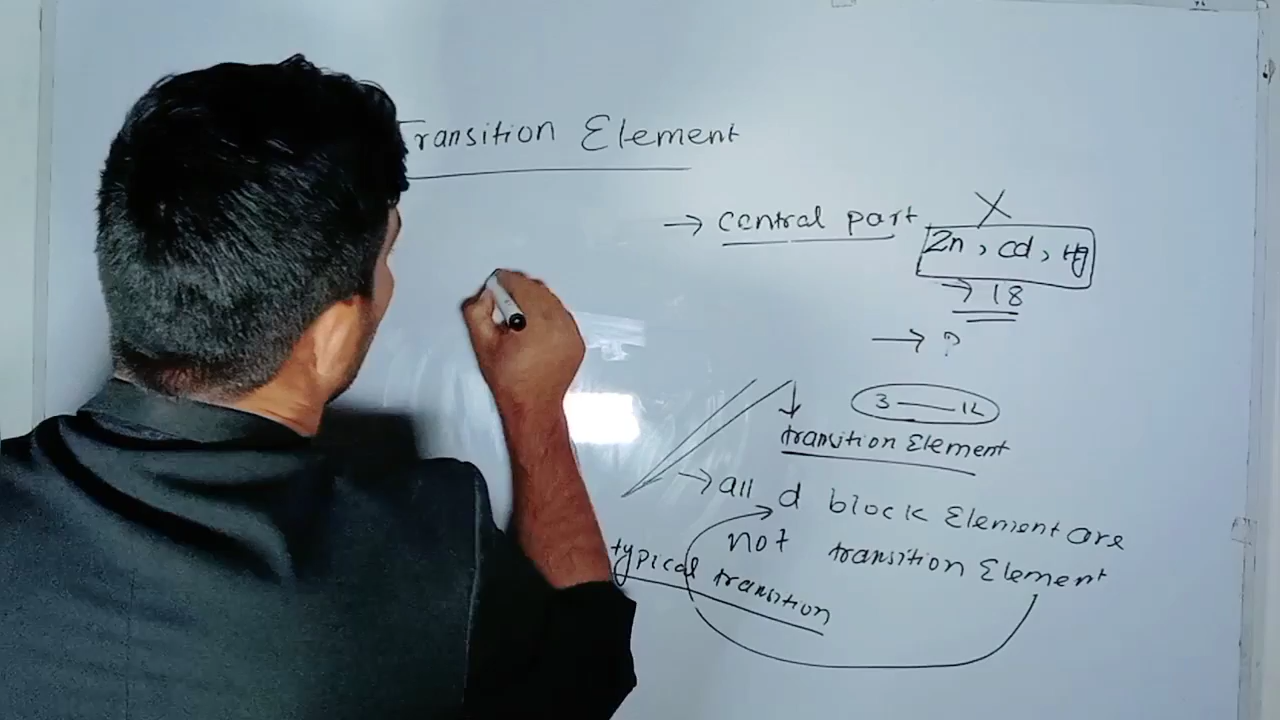 Transition Element
→ central part
X
Zn, cd, Hg
→ 18
→ ?
3 — 12
transition Element
→ all d block Element are
not transition Element
typical transition